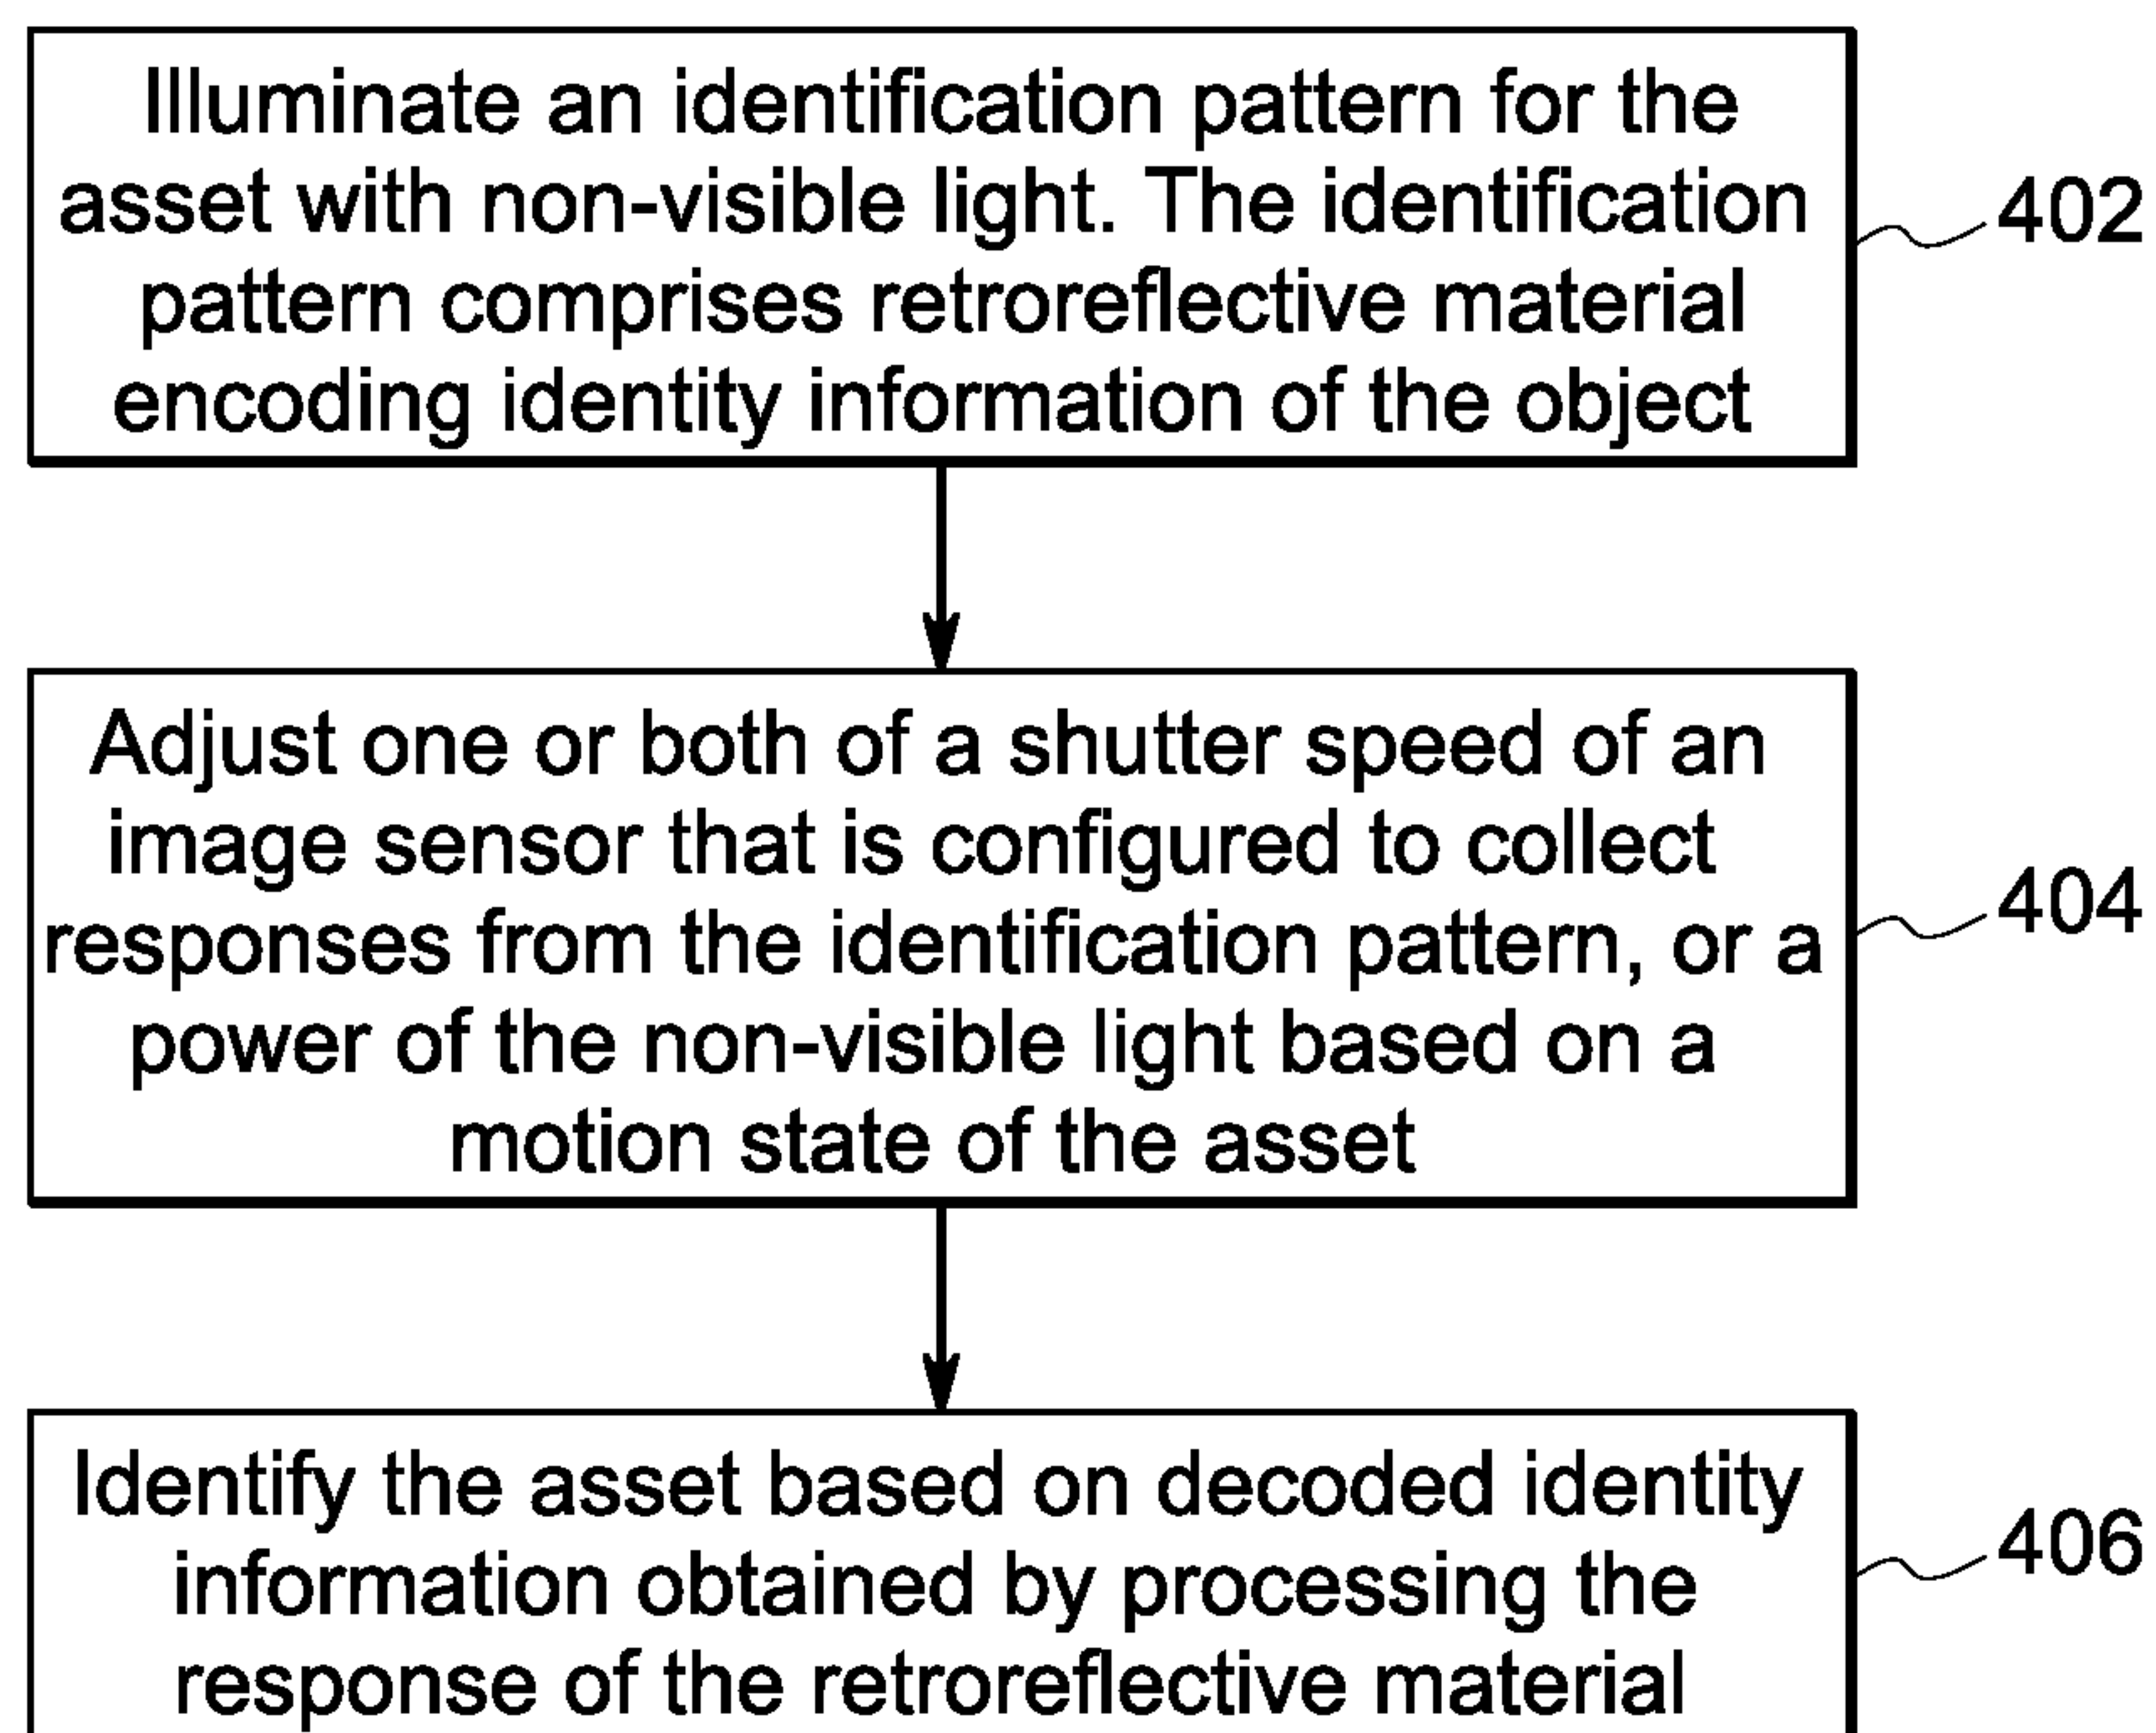 Illuminate an identification pattern for the
asset with non-visible light. The identification
pattern comprises retroreflective material
encoding identity information of the object
402
Adjust one or both of a shutter speed of an
image sensor that is configured to collect
responses from the identification pattern, or a
power of the non-visible light based on a
motion state of the asset
404
Identify the asset based on decoded identity
information obtained by processing the
response of the retroreflective material
406